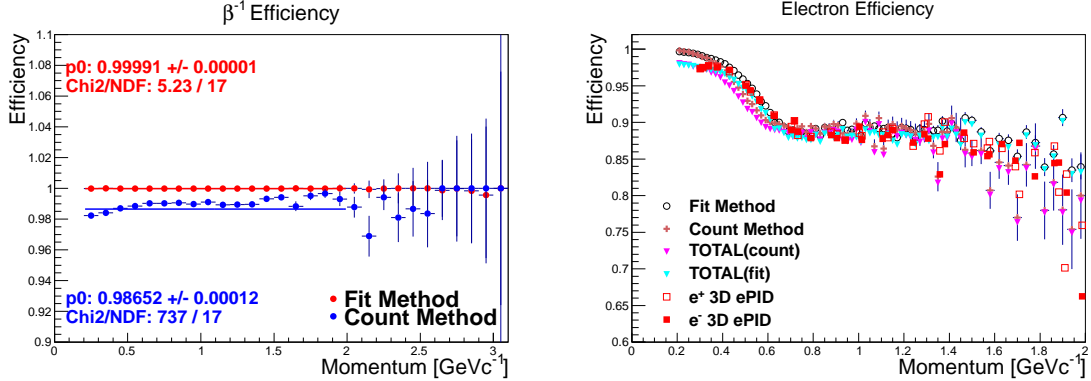 β⁻¹ Efficiency
Efficiency
1.1
1.08
1.06
1.04
1.02
1
0.98
0.96
0.94
0.92
0.9
p0: 0.99991 +/- 0.00001
Chi2/NDF: 5.23 / 17
p0: 0.98652 +/- 0.00012
Chi2/NDF: 737 / 17
Fit Method
Count Method
0 0.5 1 1.5 2 2.5 3
Momentum [GeVc⁻¹]
Electron Efficiency
Efficiency
1
0.95
0.9
0.85
0.8
0.75
0.7
0.65
0.6
Fit Method
Count Method
TOTAL(count)
TOTAL(fit)
e⁺ 3D ePID
e⁻ 3D ePID
0 0.2 0.4 0.6 0.8 1 1.2 1.4 1.6 1.8 2
Momentum [GeVc⁻¹]